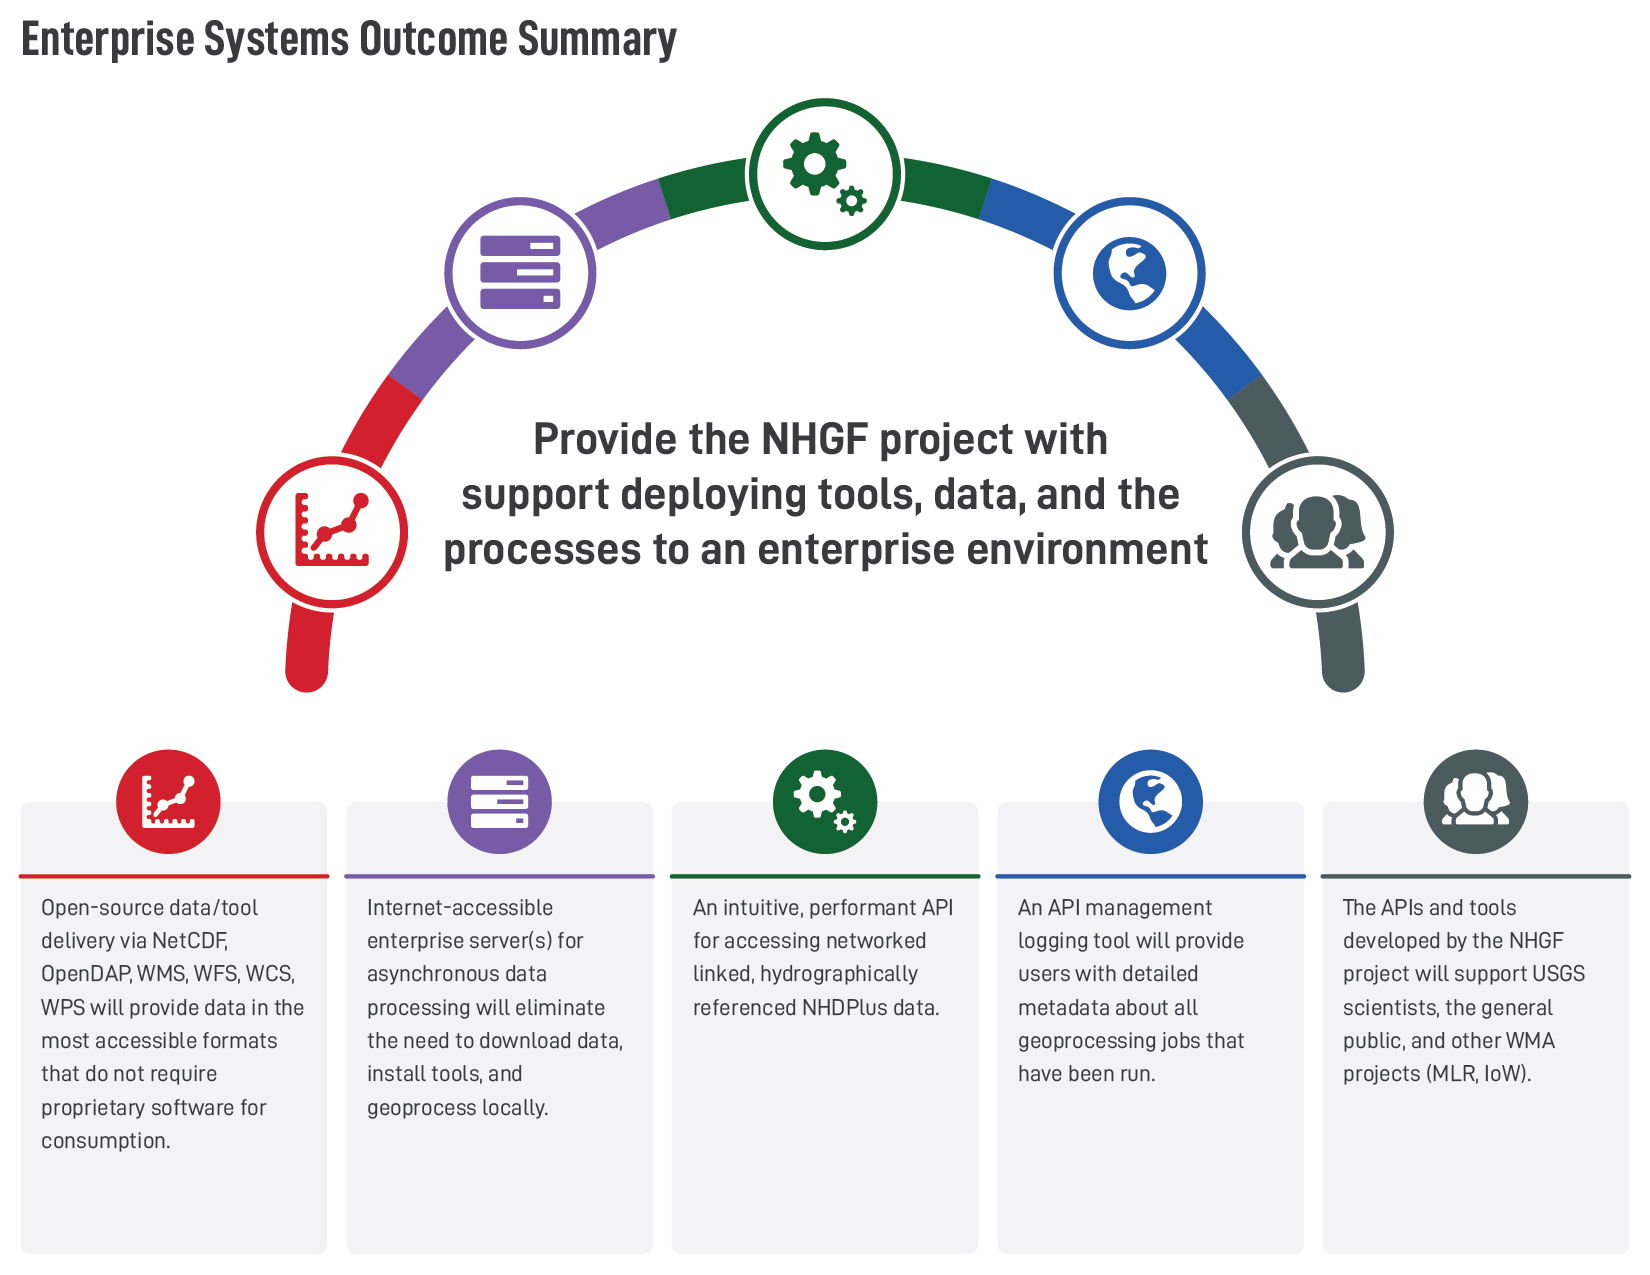 Enterprise Systems Outcome Summary
Provide the NHGF project with
support deploying tools, data, and the
processes to an enterprise environment
Open-source data/tool
delivery via NetCDF,
OpenDAP, WMS, WFS, WCS,
WPS will provide data in the
most accessible formats
that do not require
proprietary software for
consumption.
Internet-accessible
enterprise server(s) for
asynchronous data
processing will eliminate
the need to download data,
install tools, and
geoprocess locally.
An intuitive, performant API
for accessing networked
linked, hydrographically
referenced NHDPlus data.
An API management
logging tool will provide
users with detailed
metadata about all
geoprocessing jobs that
have been run.
The APIs and tools
developed by the NHGF
project will support USGS
scientists, the general
public, and other WMA
projects (MLR, IoW).